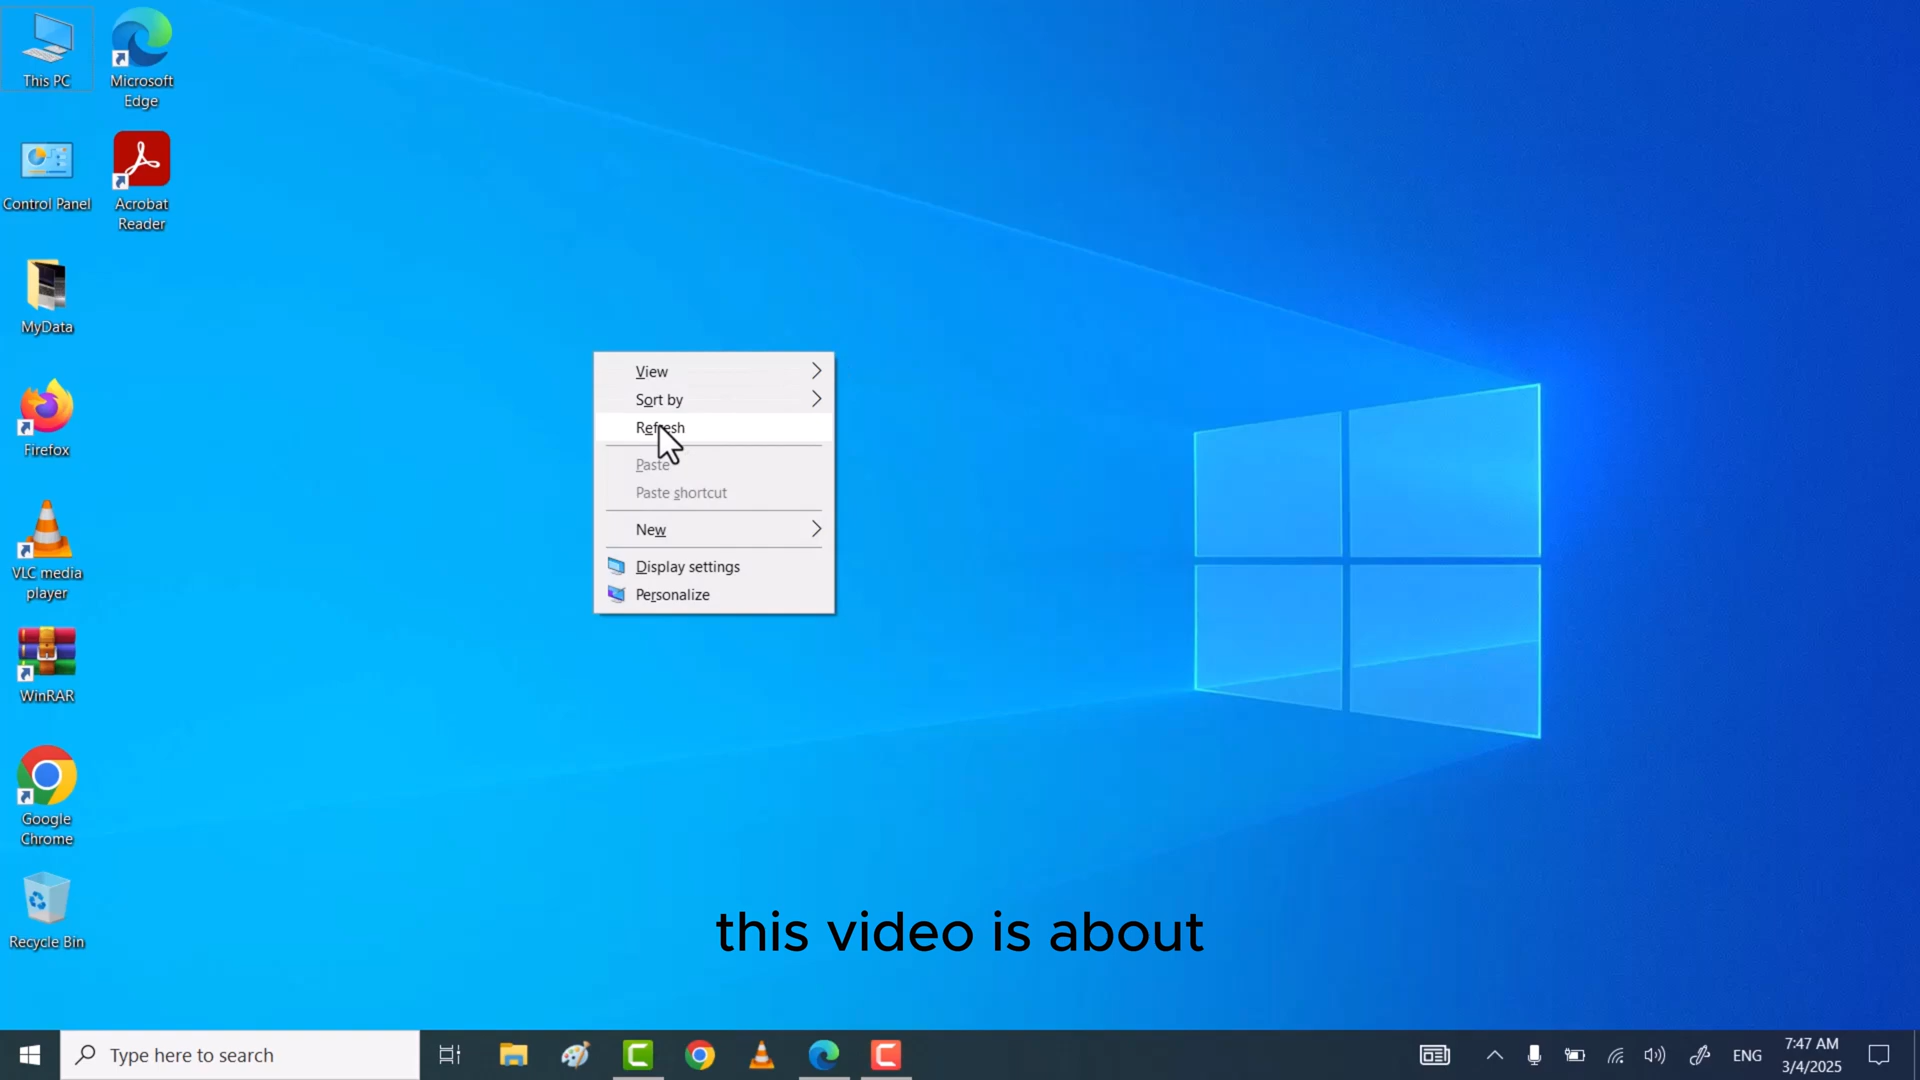 This PC
Microsoft
Edge
Control Panel
Acrobat
Reader
MyData
Firefox
VLC media
player
WinRAR
Google
Chrome
Recycle Bin
View
Sort by
Refresh
Paste
Paste shortcut
New
Display settings
Personalize
this video is about
Type here to search
ENG
7:47 AM
3/4/2025